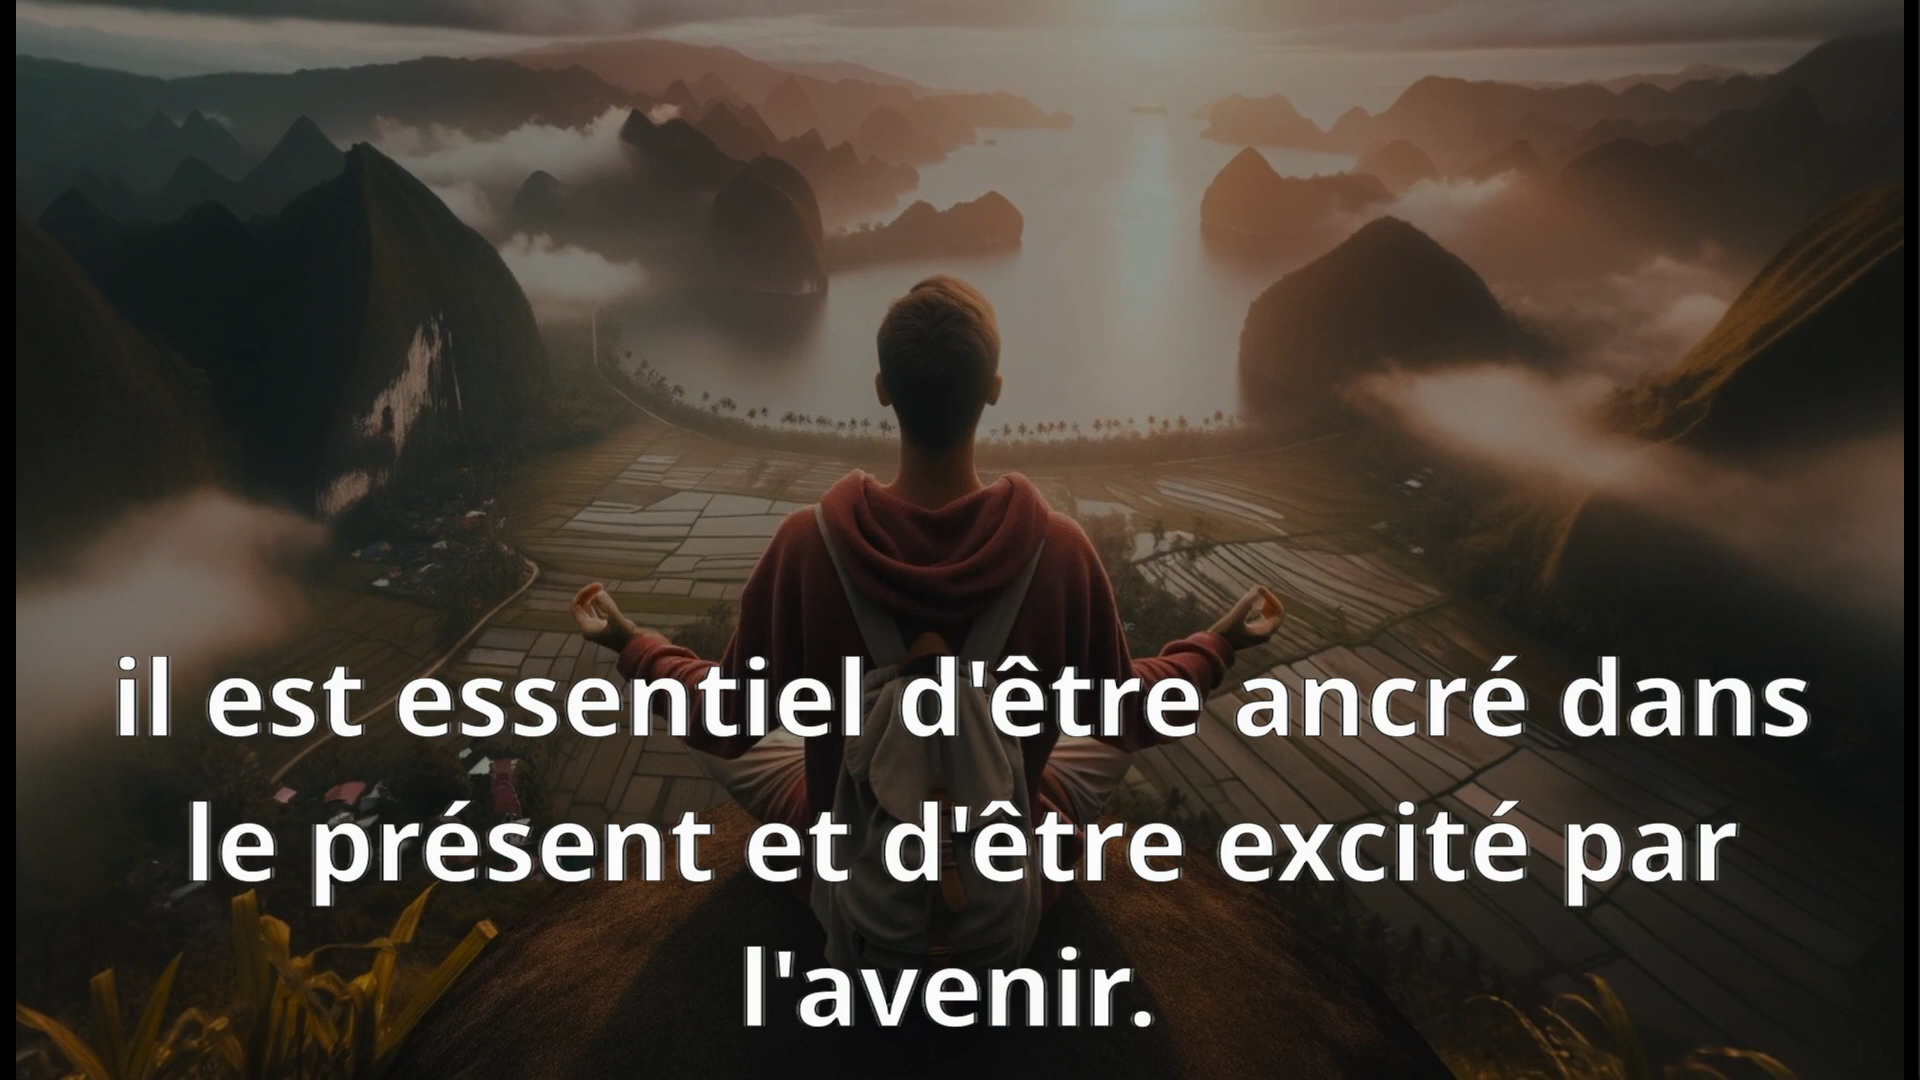 il est essentiel d'être ancré dans
le présent et d'être excité par
l'avenir.